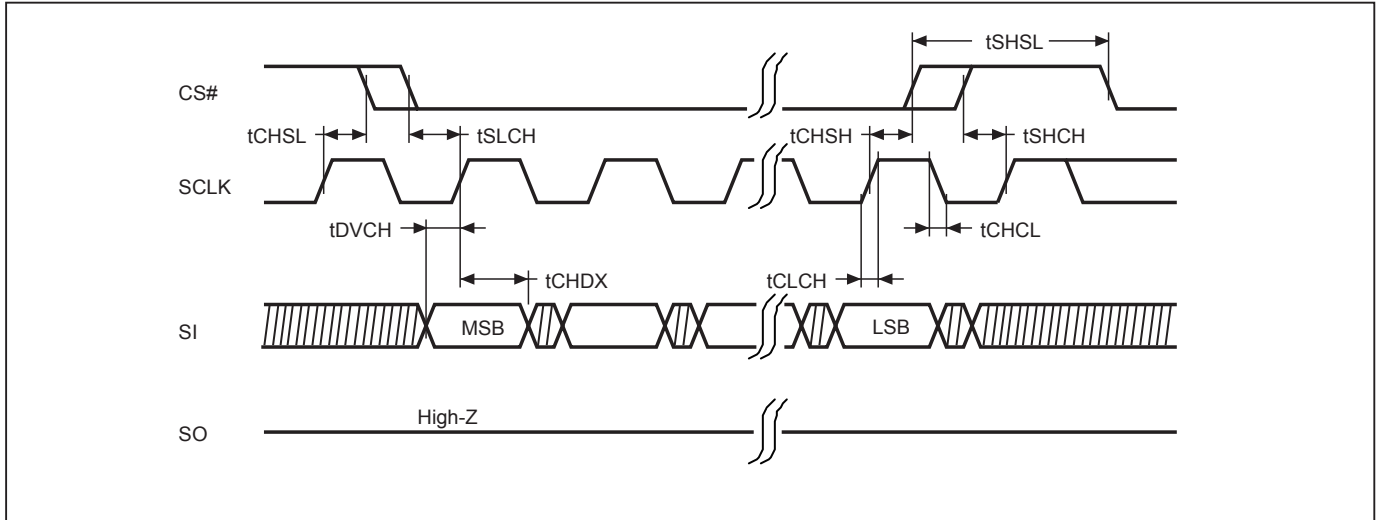 tSHSL
CS#
tCHSL
tSLCH
tCHSH
tSHCH
SCLK
tDVCH
tCHCL
tCHDX
tCLCH
SI
MSB
LSB
High-Z
SO